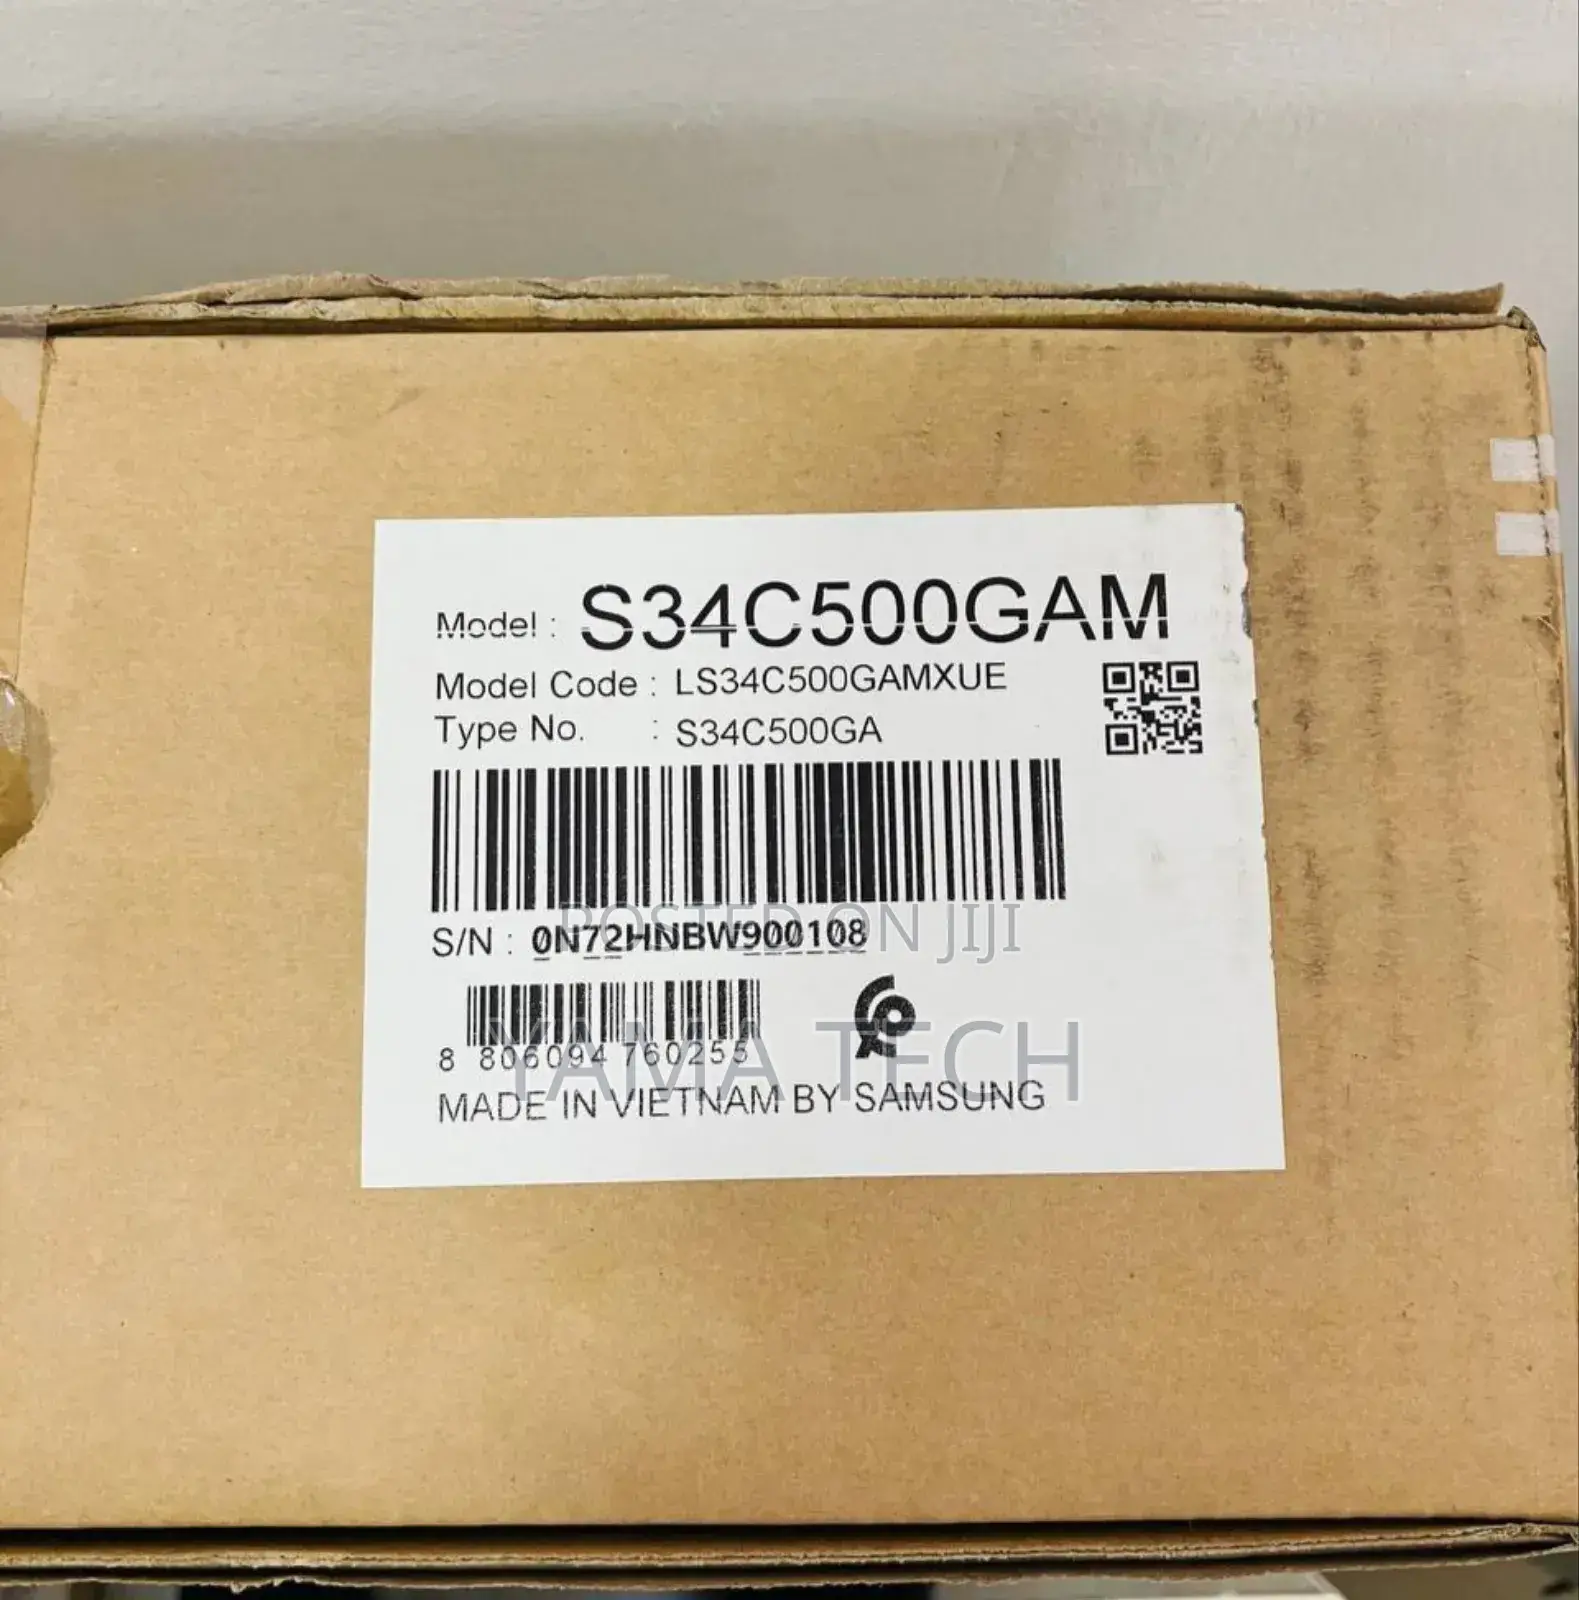 Model : S34C500GAM
Model Code : LS34C500GAMXUE
Type No. : S34C500GA
POSTED ON JIJI
S/N : 0N72HNBW900108
8 806094 760255
YAMA TECH
MADE IN VIETNAM BY SAMSUNG